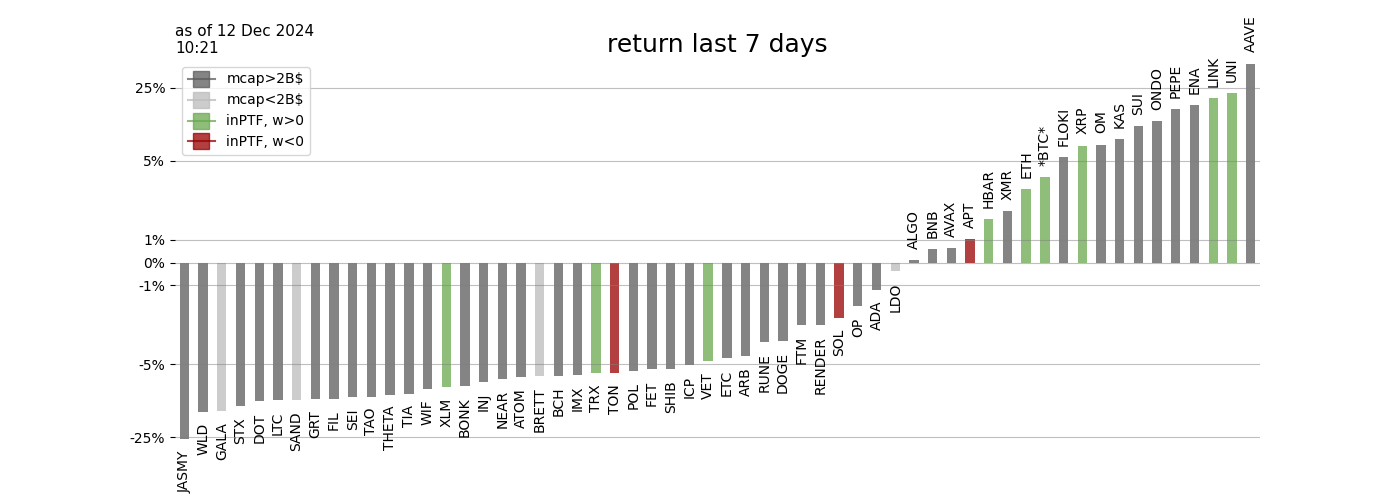 as of 12 Dec 2024
10:21
return last 7 days
mcap>2B$
mcap<2B$
inPTF, w>0
inPTF, w<0
25%
5%
1%
0%
-1%
-5%
-25%
JASMY
WLD
GALA
STX
DOT
LTC
SAND
GRT
FIL
SEI
TAO
THETA
TIA
WIF
XLM
BONK
INJ
NEAR
ATOM
BRETT
BCH
IMX
TRX
TON
POL
FET
SHIB
ICP
VET
ETC
ARB
RUNE
DOGE
FTM
RENDER
SOL
OP
ADA
LDO
ALGO
BNB
AVAX
APT
HBAR
XMR
ETH
*BTC*
FLOKI
XRP
OM
KAS
SUI
ONDO
PEPE
ENA
LINK
UNI
AAVE